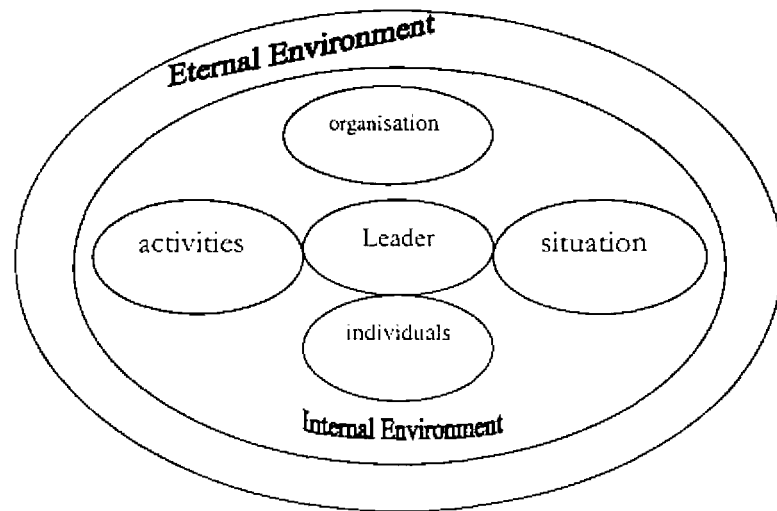 Eternal Environment
organisation
activities
Leader
situation
individuals
Internal Environment